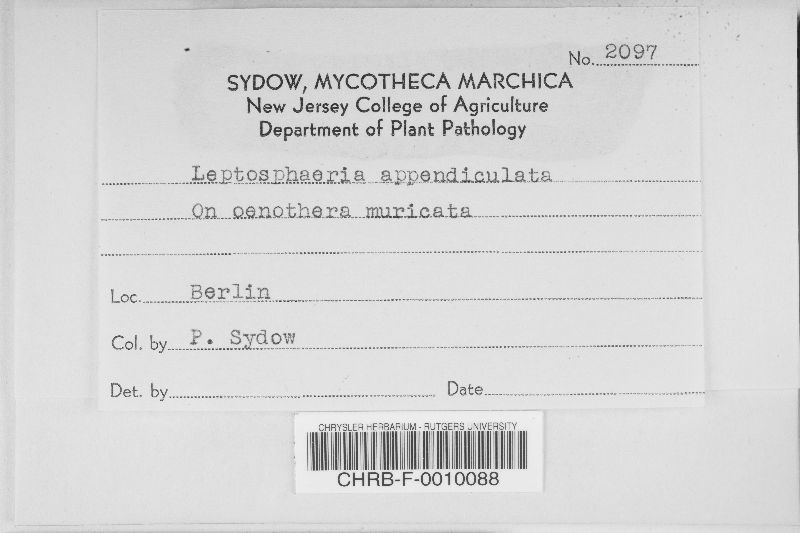 No. 2097
SYDOW, MYCOTHECA MARCHICA
New Jersey College of Agriculture
Department of Plant Pathology
Leptosphaeria appendiculata
On oenothera muricata
Loc. Berlin
Col. by P. Sydow
Det. by Date
CHRYSLER HERBARIUM - RUTGERS UNIVERSITY
CHRB-F-0010088